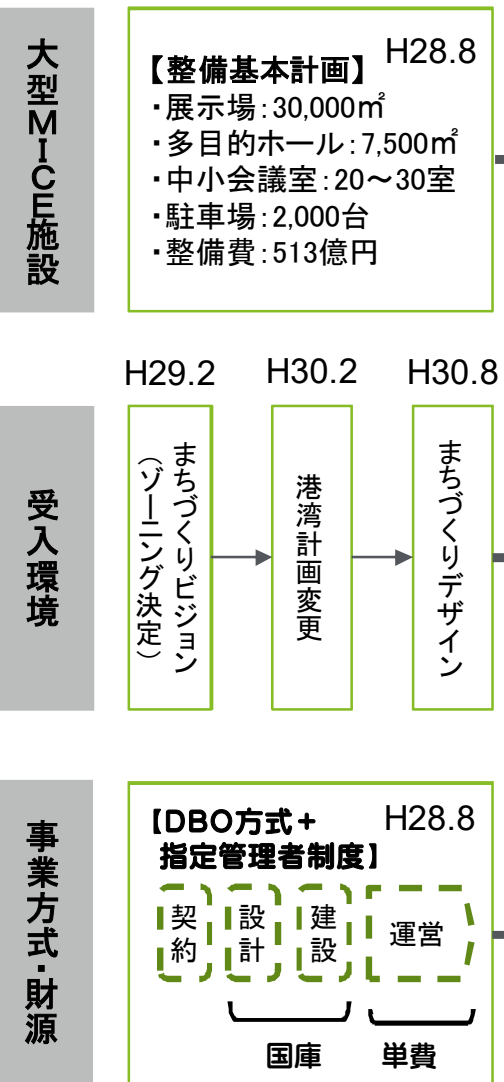 大型MICE施設
【整備基本計画】 H28.8
・展示場:30,000㎡
・多目的ホール:7,500㎡
・中小会議室:20～30室
・駐車場:2,000台
・整備費:513億円
受入環境
H29.2 H30.2 H30.8
まちづくりビジョン
（ゾーニング決定）
港湾計画変更
まちづくりデザイン
事業方式・財源
【DBO方式＋ H28.8
指定管理者制度】
契約
設計
建設
運営
国庫 単費